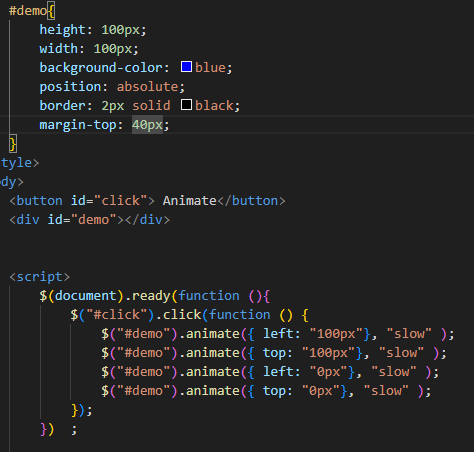 #demo{
height: 100px;
width: 100px;
background-color: blue;
position: absolute;
border: 2px solid black;
margin-top: 40px;
}
tyle>
ody>
<button id="click"> Animate</button>
<div id="demo"></div>
<script>
$(document).ready(function (){
$("#click").click(function () {
$("#demo").animate({ left: "100px"}, "slow" );
$("#demo").animate({ top: "100px"}, "slow" );
$("#demo").animate({ left: "0px"}, "slow" );
$("#demo").animate({ top: "0px"}, "slow" );
});
})  ;